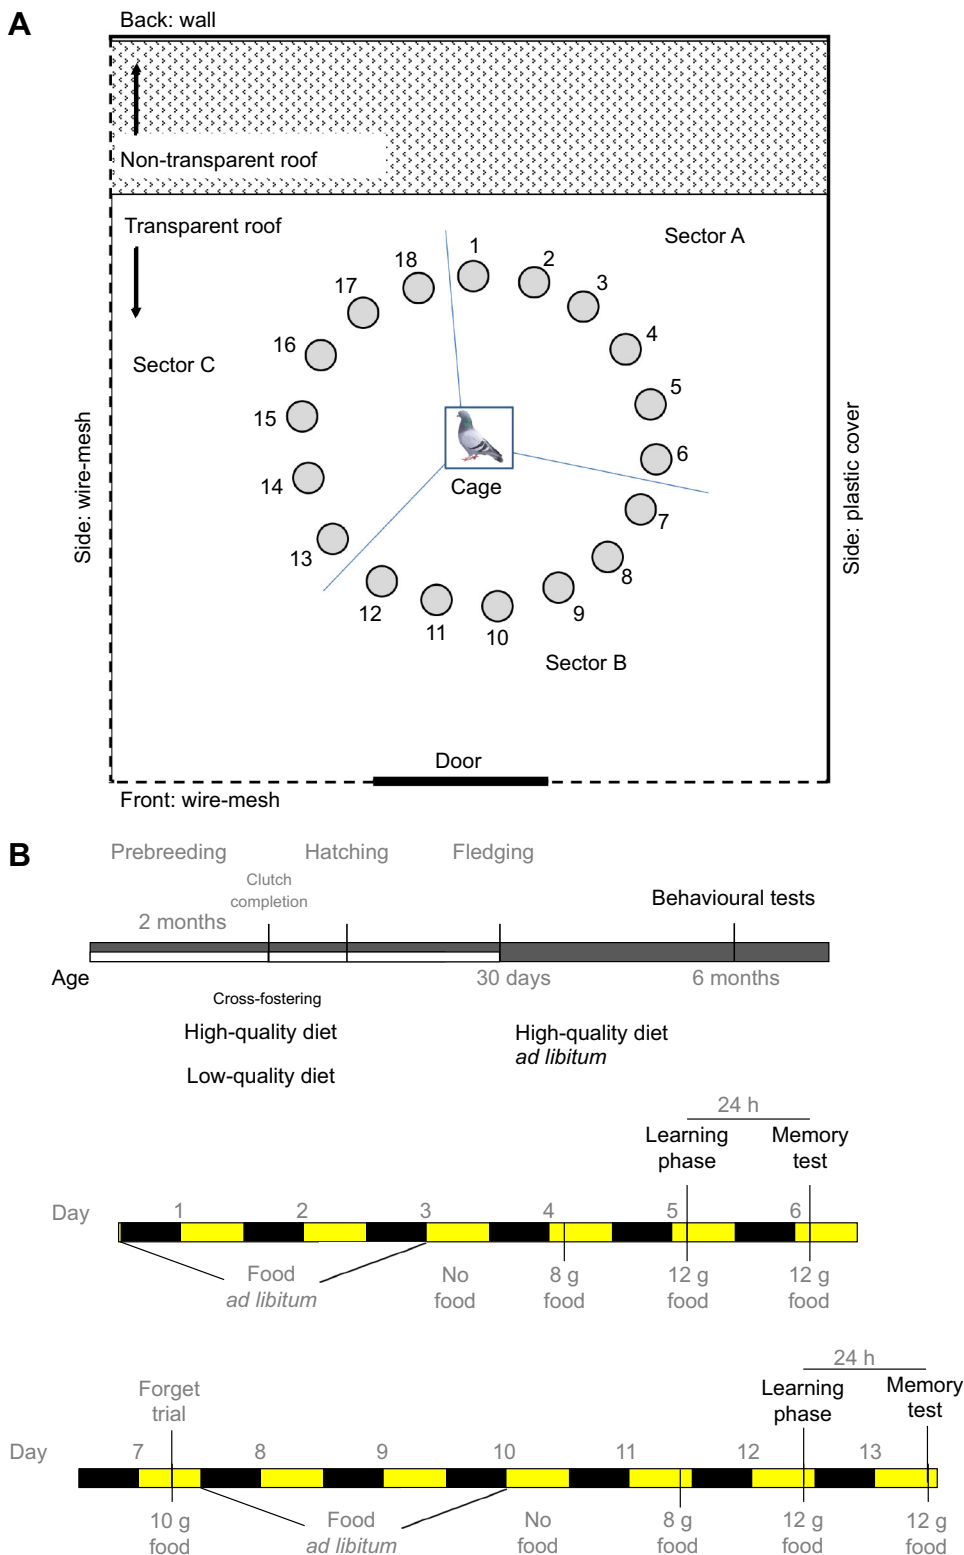 A
Back: wall
Non-transparent roof
Transparent roof
Sector A
1
2
3
4
5
6
7
8
9
10
11
12
13
14
15
16
17
18
Sector C
Cage
Sector B
Side: wire-mesh
Side: plastic cover
Door
Front: wire-mesh
B
Prebreeding
Hatching
Fledging
Clutch
completion
2 months
Behavioural tests
Age
30 days
6 months
Cross-fostering
High-quality diet
Low-quality diet
High-quality diet
ad libitum
24 h
Learning
phase
Memory
test
Day
1
2
3
4
5
6
Food
ad libitum
No
food
8 g
food
12 g
food
12 g
food
24 h
Forget
trial
Learning
phase
Memory
test
Day
7
8
9
10
11
12
13
10 g
food
Food
ad libitum
No
food
8 g
food
12 g
food
12 g
food